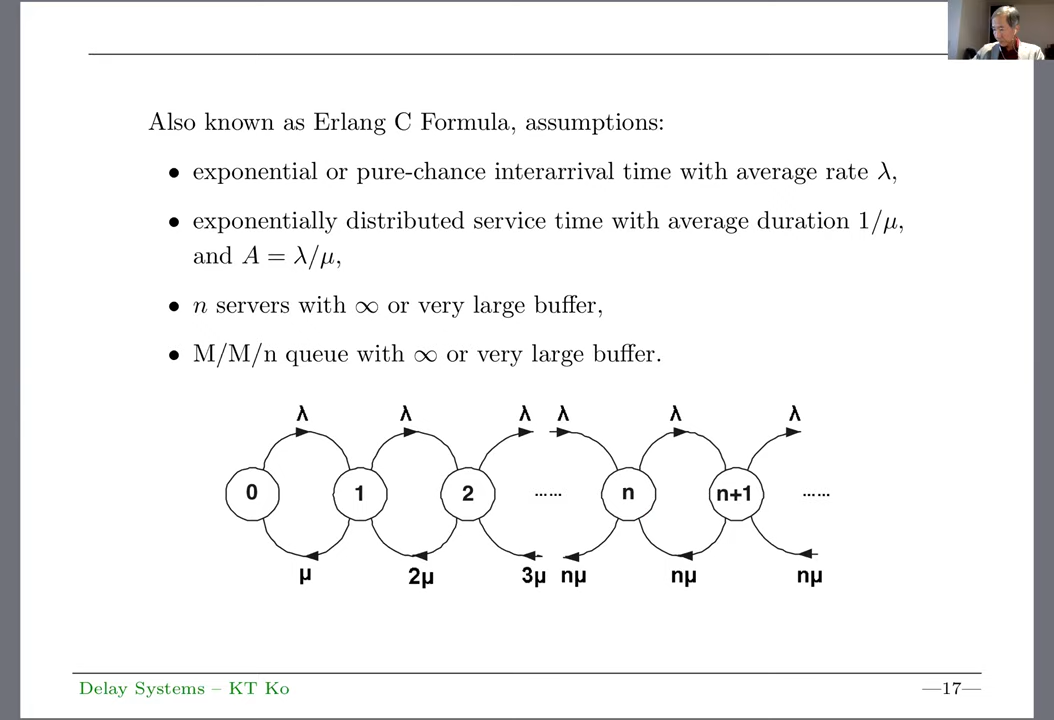 Also known as Erlang C Formula, assumptions:
• exponential or pure-chance interarrival time with average rate λ,
• exponentially distributed service time with average duration 1/μ,
and A = λ/μ,
• n servers with ∞ or very large buffer,
• M/M/n queue with ∞ or very large buffer.
λ λ λ λ λ λ
0 1 2 ...... n n+1 ......
μ 2μ 3μ nμ nμ nμ
Delay Systems – KT Ko —17—